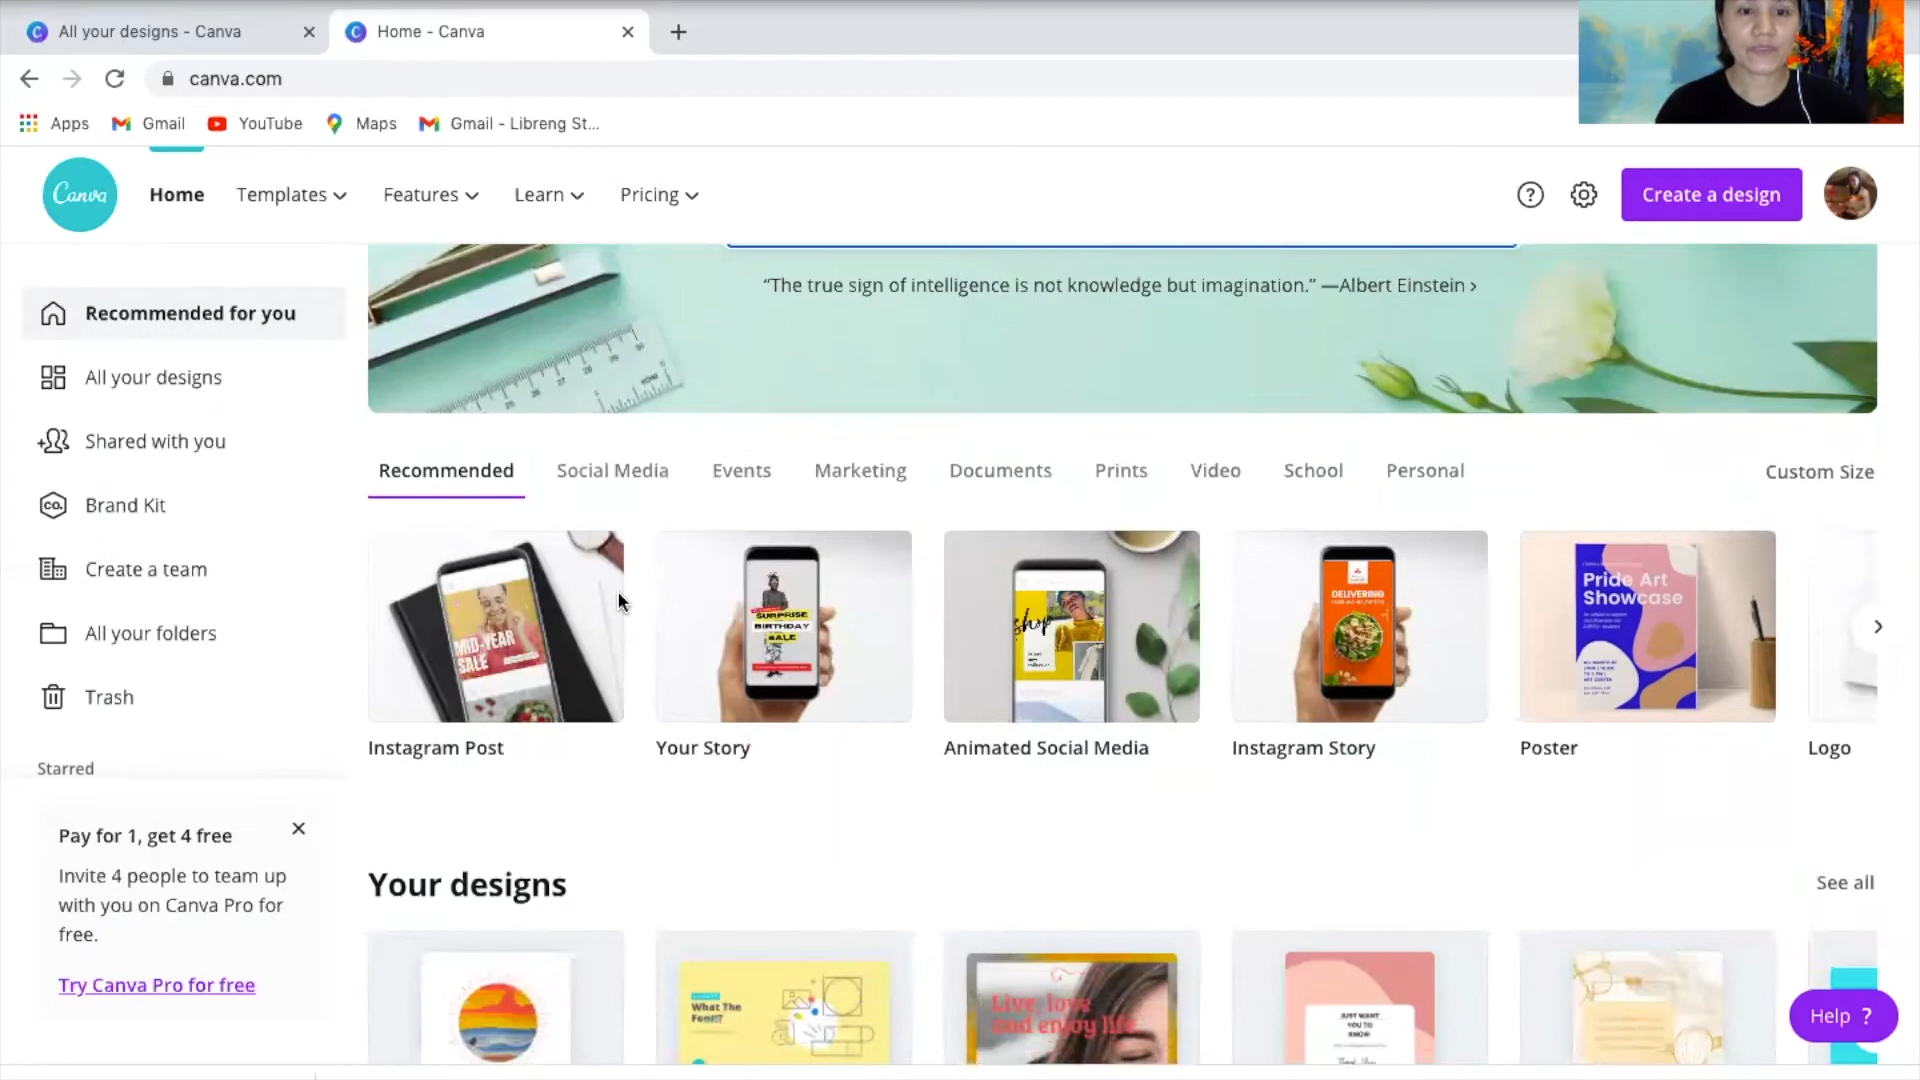 All your designs - Canva
Home - Canva
canva.com
Apps
Gmail
YouTube
Maps
Gmail - Libreng St...
Canva
Home
Templates
Features
Learn
Pricing
Create a design
Recommended for you
All your designs
Shared with you
CO.
Brand Kit
Create a team
All your folders
Trash
Starred
Pay for 1, get 4 free
Invite 4 people to team up
with you on Canva Pro for
free.
Try Canva Pro for free
“The true sign of intelligence is not knowledge but imagination.” —Albert Einstein ›
Recommended
Social Media
Events
Marketing
Documents
Prints
Video
School
Personal
Custom Size
MID-YEAR
SALE
SURPRISE
BIRTHDAY
SALE
shop
DELIVERING
Pride Art
Showcase
Instagram Post
Your Story
Animated Social Media
Instagram Story
Poster
Logo
Your designs
See all
What The
Font!?
Live, love
and enjoy life
JUST WANT
YOU TO
KNOW
Help ?